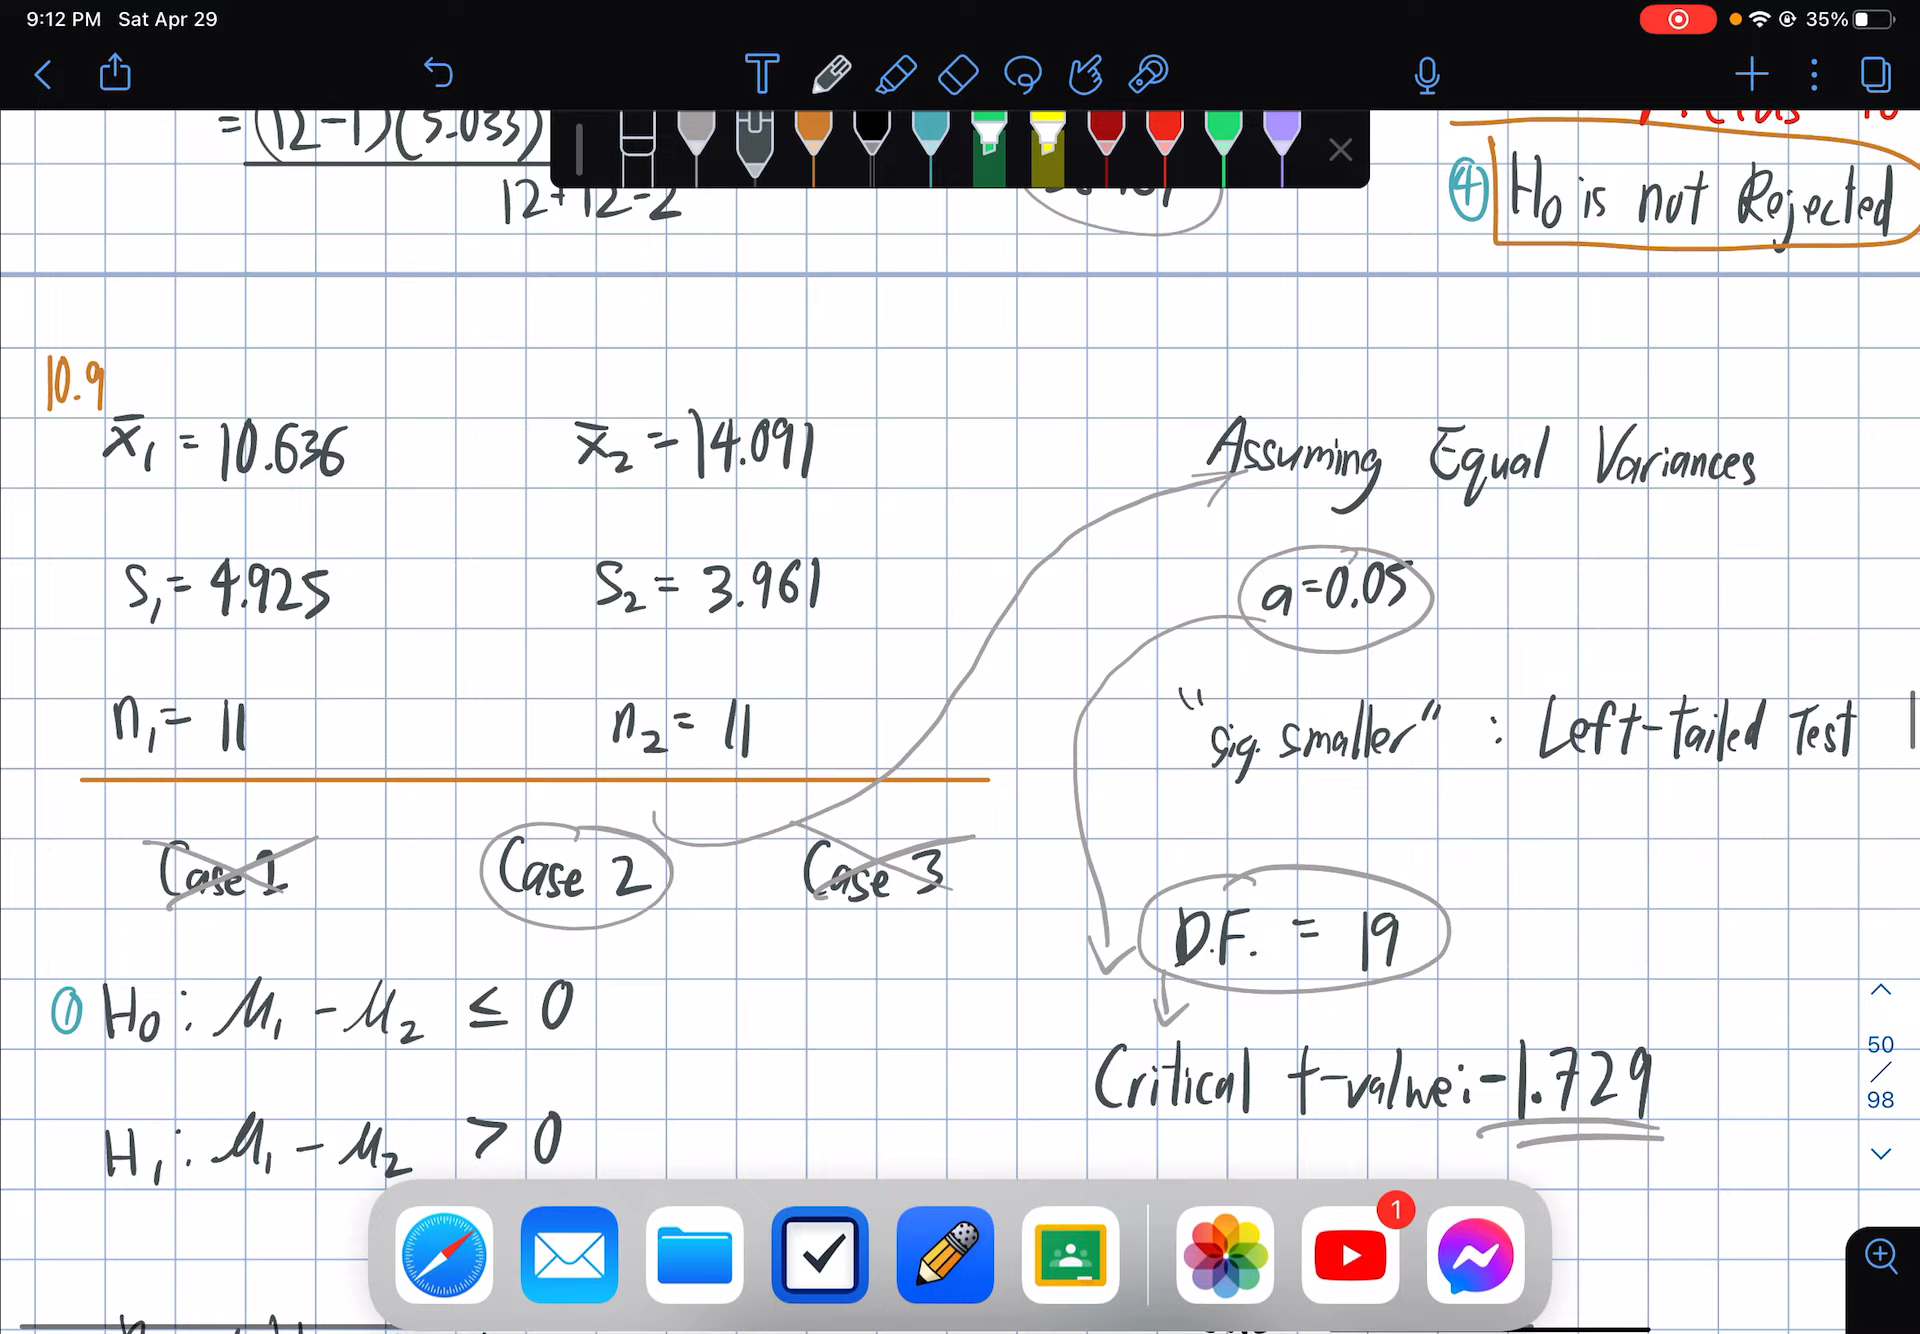 9:12 PM Sat Apr 29
35%
= (12-1)(5.035)
12+12-2
④ H0 is not Rejected
10.9
x̄1 = 10.636 x̄2 = 14.091
Assuming Equal Variances
S1 = 4.925 S2 = 3.961
a=0.05
n1 = 11 n2 = 11
"sig. smaller" : Left-tailed Test
Case 1 Case 2 Case 3
D.F. = 19
① H0: μ1 - μ2 ≤ 0
Critical t-value: -1.729
H1: μ1 - μ2 > 0
50
/
98
1